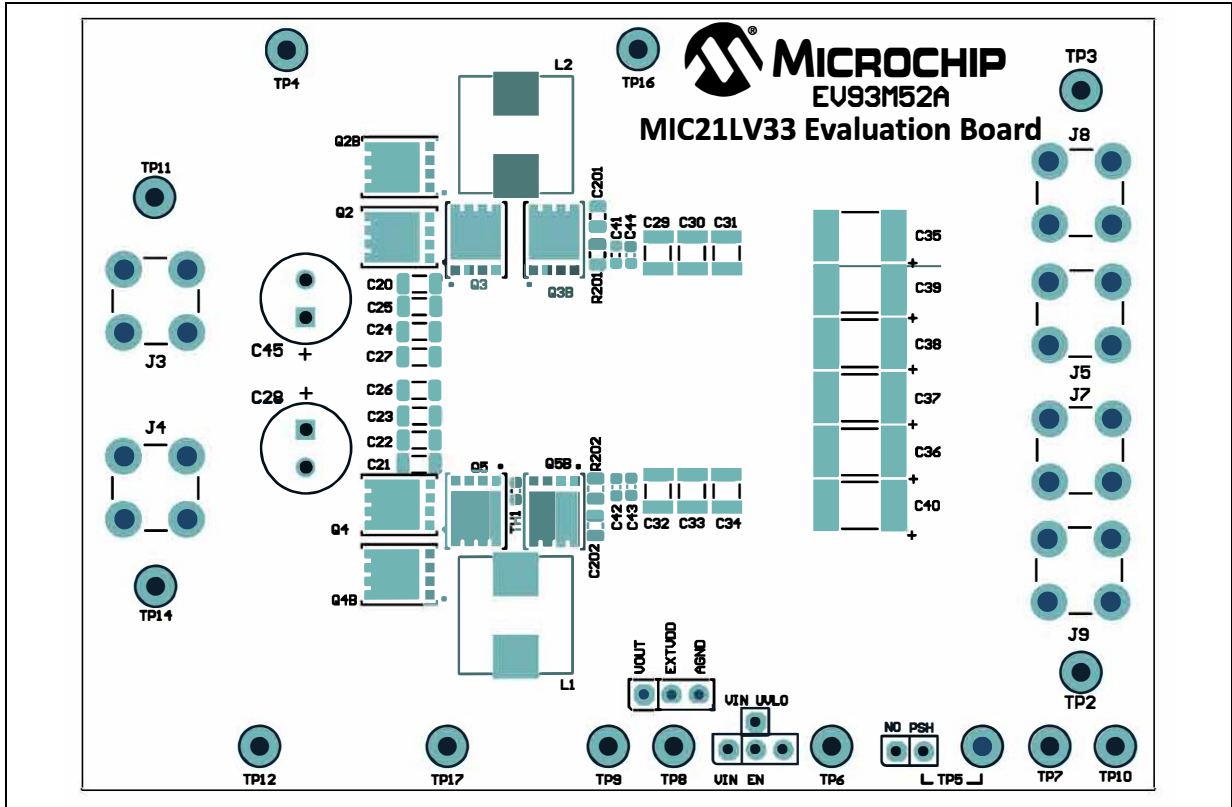 TP4
L2
TP16
®
MICROCHIP
EV93M52A
MIC21LV33 Evaluation Board
TP3
J8
Q2B
TP11
Q2
C201
C41
C44
C29 C30 C31
C35
+
Q3
Q3B
R201
C20
C25
C24
C27
C39
+
C38
+
J3
C45
+
J5
J7
C26
C23
C22
C21
C28
+
C37
+
C36
+
J4
Q5
Q5B
R202
C40
+
Q4
TH1
C42
C43
C32 C33 C34
C202
Q4B
TP14
J9
VOUT
EXTVDD
AGND
L1
TP2
VIN UVLO
NO PSH
TP12
TP17
TP9
TP8
VIN EN
TP6
TP5
TP7
TP10